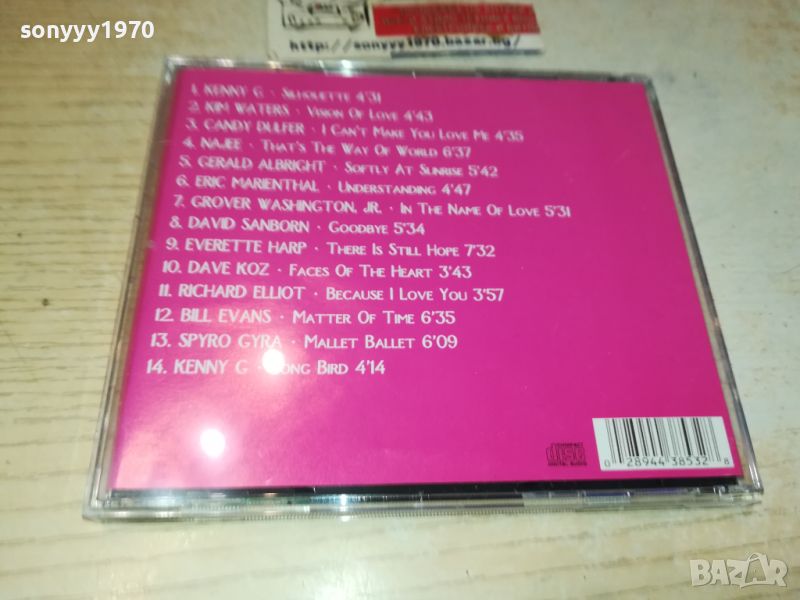 sonyyy1970
http://sonyyy1970.bazar.bg/
1. KENNY G · SILHOUETTE 4'31
2. KIM WATERS · VISION OF LOVE 4'43
3. CANDY DULFER · I CAN'T MAKE YOU LOVE ME 4'35
4. NAJEE · THAT'S THE WAY OF WORLD 6'37
5. GERALD ALBRIGHT · SOFTLY AT SUNRISE 5'42
6. ERIC MARIENTHAL · UNDERSTANDING 4'47
7. GROVER WASHINGTON, JR. · IN THE NAME OF LOVE 5'31
8. DAVID SANBORN · GOODBYE 5'34
9. EVERETTE HARP · THERE IS STILL HOPE 7'32
10. DAVE KOZ · FACES OF THE HEART 3'43
11. RICHARD ELLIOT · BECAUSE I LOVE YOU 3'57
12. BILL EVANS · MATTER OF TIME 6'35
13. SPYRO GYRA · MALLET BALLET 6'09
14. KENNY G · SONG BIRD 4'14
COMPACT
disc
DIGITAL AUDIO
0 28944 38532 8
BAZAR